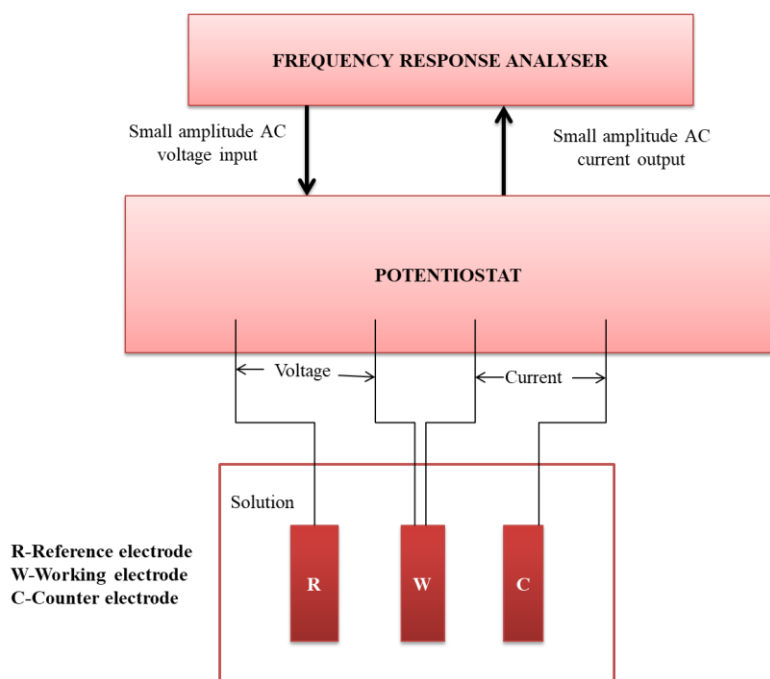 FREQUENCY RESPONSE ANALYSER
Small amplitude AC
voltage input
Small amplitude AC
current output
POTENTIOSTAT
Voltage
Current
Solution
R-Reference electrode
W-Working electrode
C-Counter electrode
R
W
C